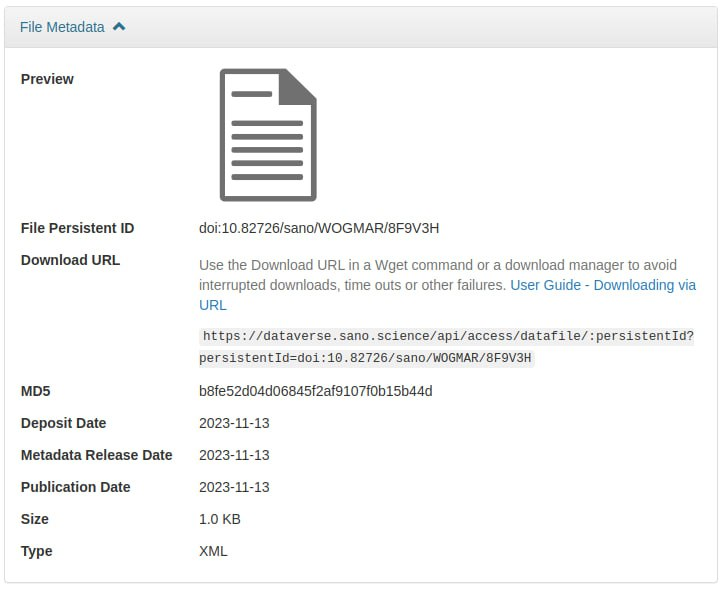 File Metadata
Preview
File Persistent ID doi:10.82726/sano/WOGMAR/8F9V3H
Download URL Use the Download URL in a Wget command or a download manager to avoid
interrupted downloads, time outs or other failures. User Guide - Downloading via
URL
https://dataverse.sano.science/api/access/datafile/:persistentId?
persistentId=doi:10.82726/sano/WOGMAR/8F9V3H
MD5 b8fe52d04d06845f2af9107f0b15b44d
Deposit Date 2023-11-13
Metadata Release Date 2023-11-13
Publication Date 2023-11-13
Size 1.0 KB
Type XML